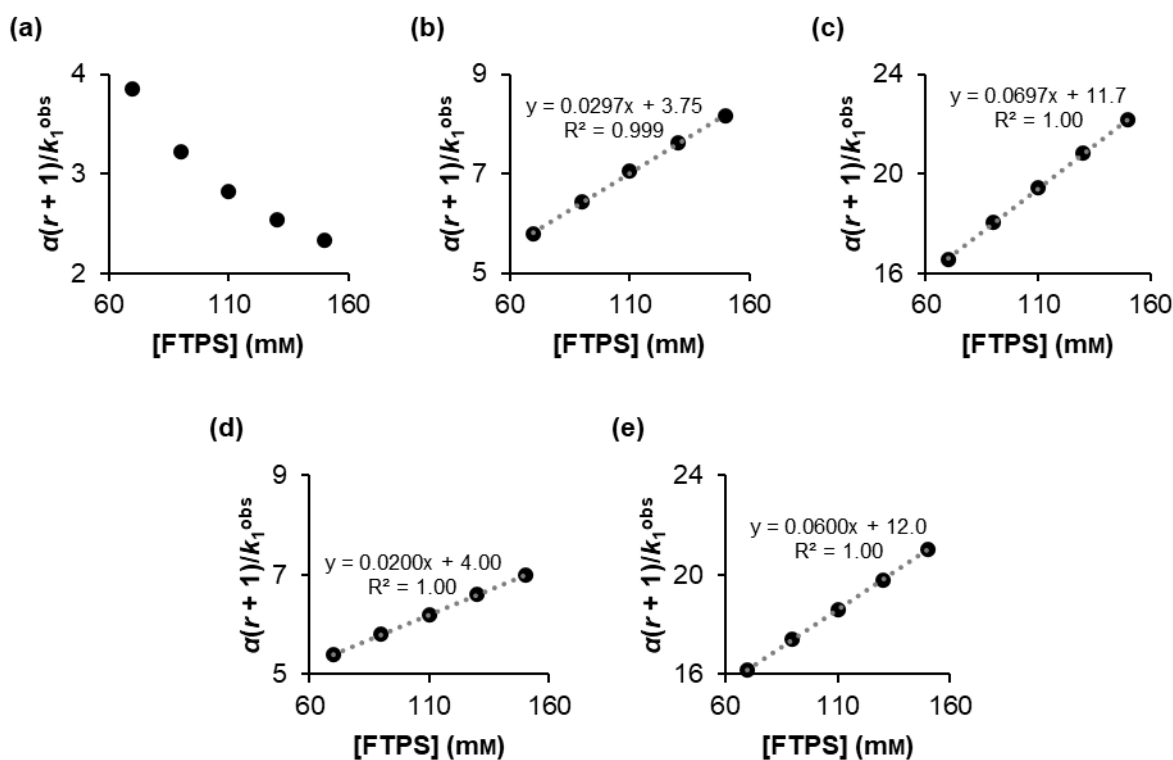 (a)
α(r + 1)/k₁ᵒᵇˢ
4
3
2
60
110
160
[FTPS] (mM)
(b)
α(r + 1)/k₁ᵒᵇˢ
9
7
5
y = 0.0297x + 3.75
R² = 0.999
60
110
160
[FTPS] (mM)
(c)
α(r + 1)/k₁ᵒᵇˢ
24
20
16
y = 0.0697x + 11.7
R² = 1.00
60
110
160
[FTPS] (mM)
(d)
α(r + 1)/k₁ᵒᵇˢ
9
7
5
y = 0.0200x + 4.00
R² = 1.00
60
110
160
[FTPS] (mM)
(e)
α(r + 1)/k₁ᵒᵇˢ
24
20
16
y = 0.0600x + 12.0
R² = 1.00
60
110
160
[FTPS] (mM)